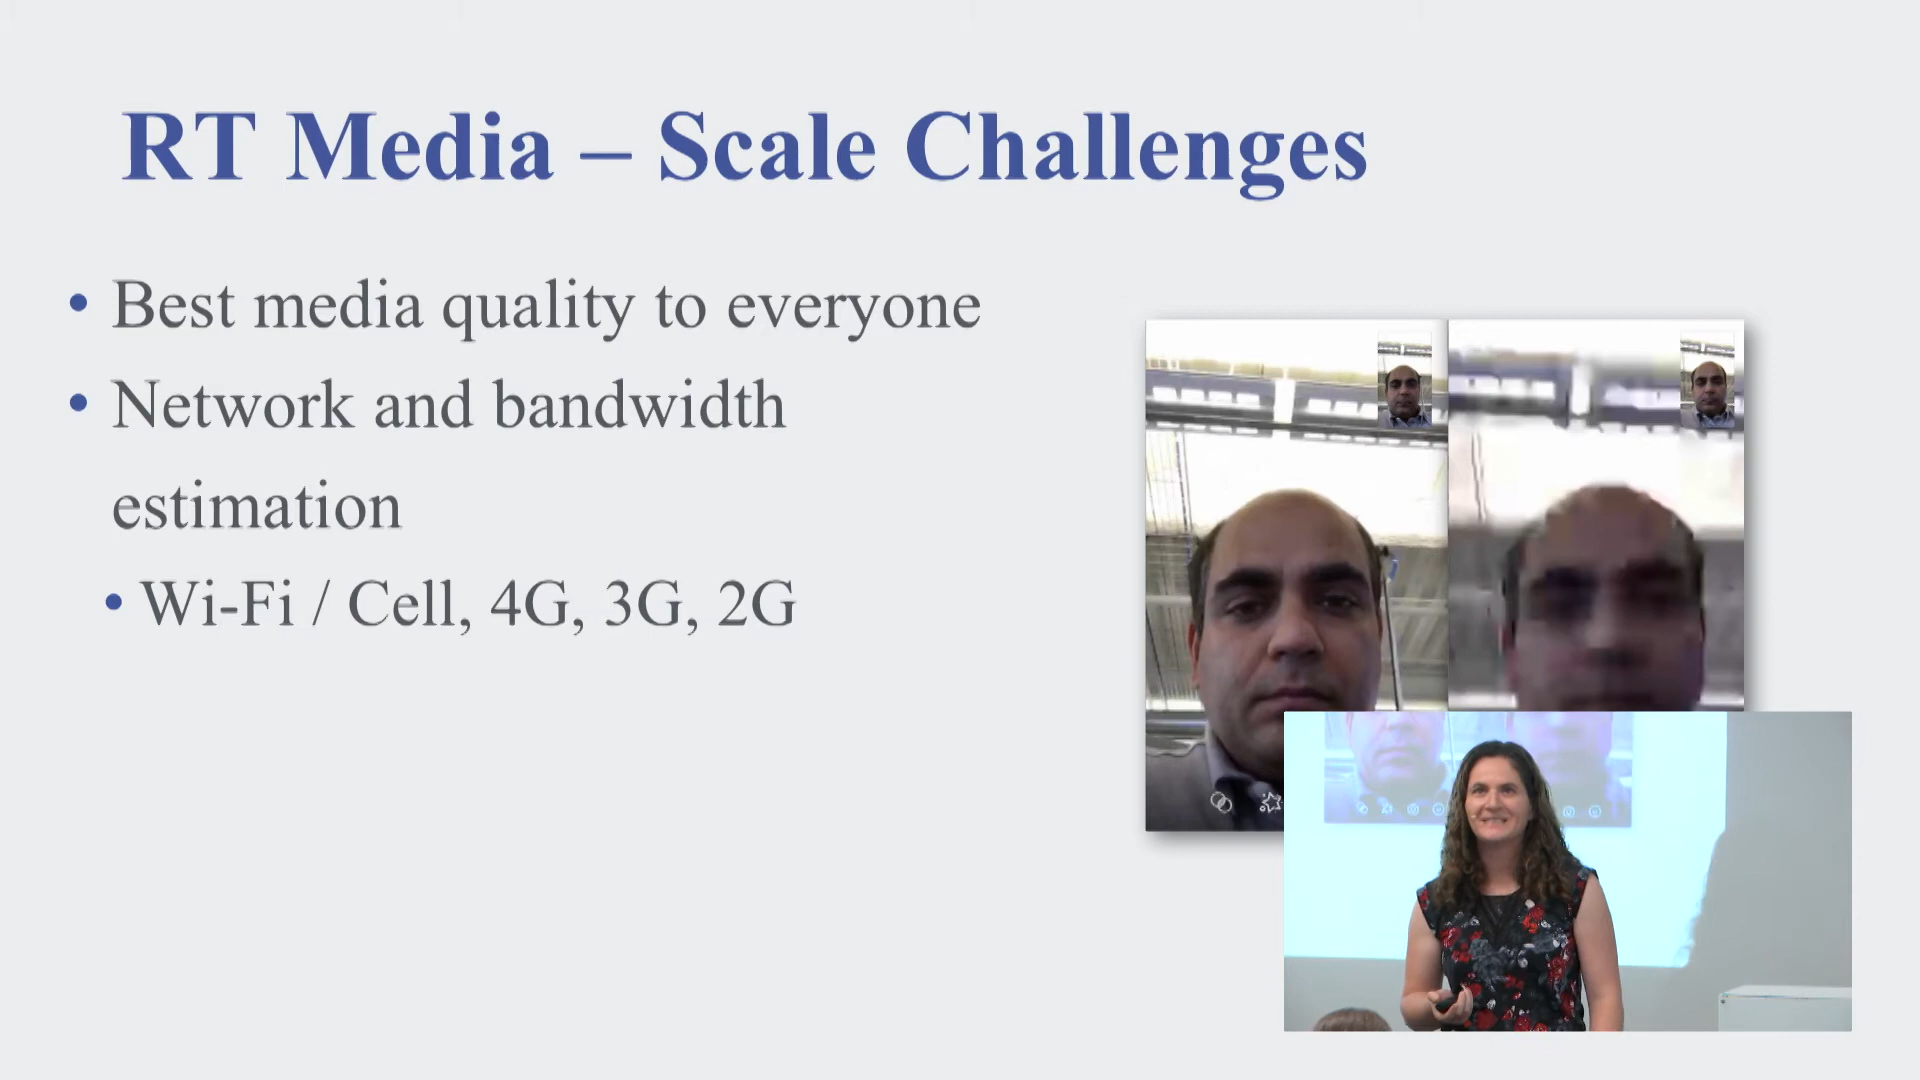 RT Media – Scale Challenges
• Best media quality to everyone
• Network and bandwidth
estimation
• Wi-Fi / Cell, 4G, 3G, 2G